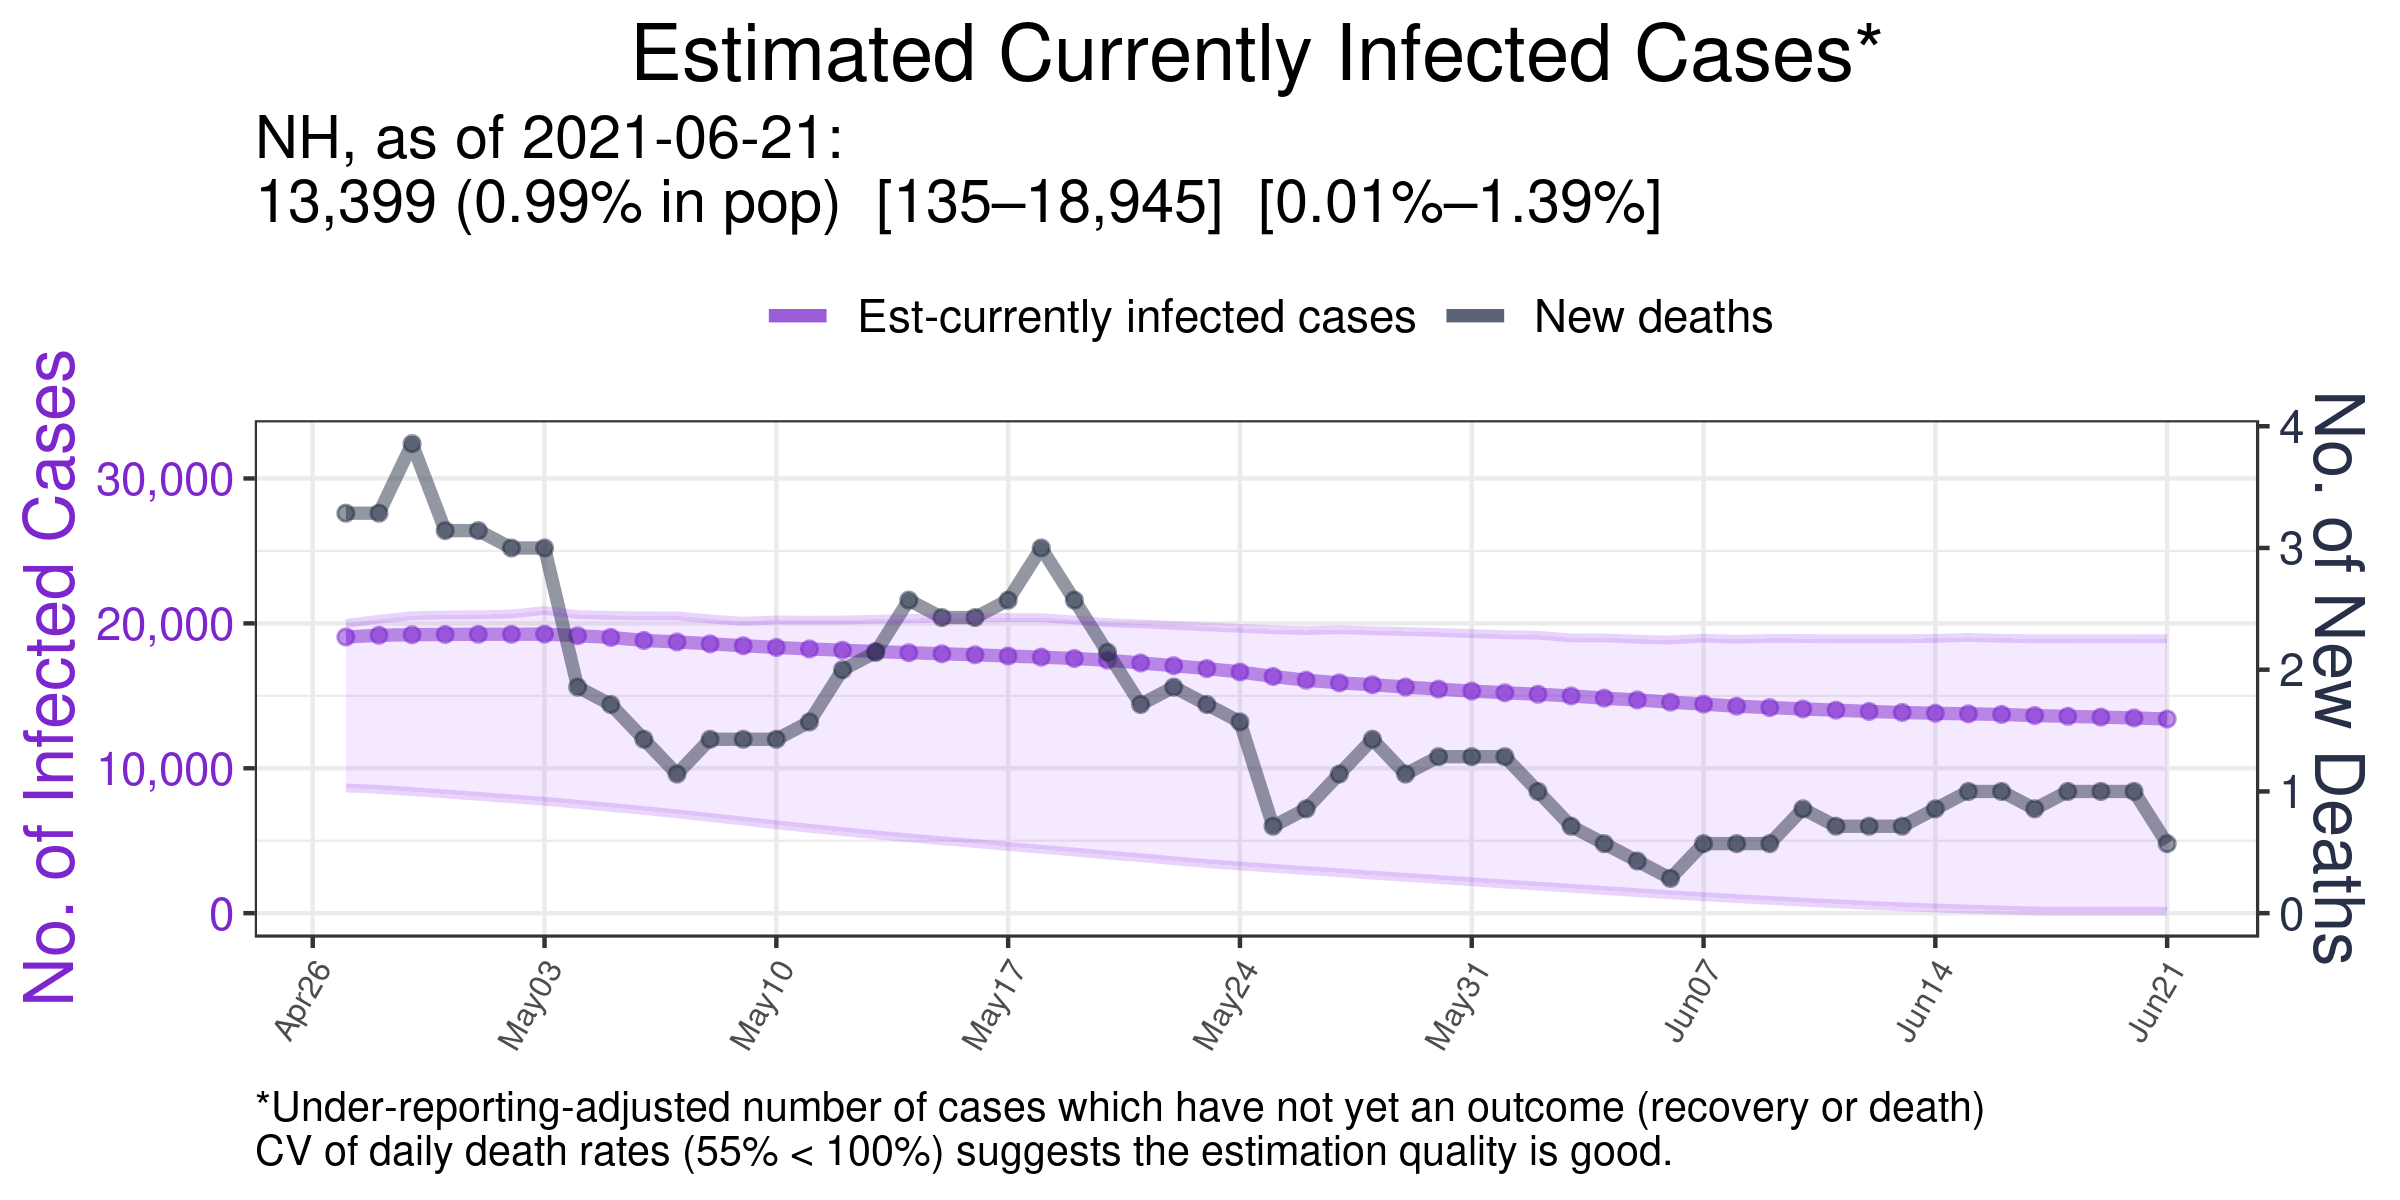 Estimated Currently Infected Cases*
NH, as of 2021-06-21:
13,399 (0.99% in pop)  [135–18,945]  [0.01%–1.39%]
Est-currently infected cases
New deaths
No. of Infected Cases
30,000
20,000
10,000
0
4
3
2
1
0
No. of New Deaths
Apr26
May03
May10
May17
May24
May31
Jun07
Jun14
Jun21
*Under-reporting-adjusted number of cases which have not yet an outcome (recovery or death)
CV of daily death rates (55% < 100%) suggests the estimation quality is good.